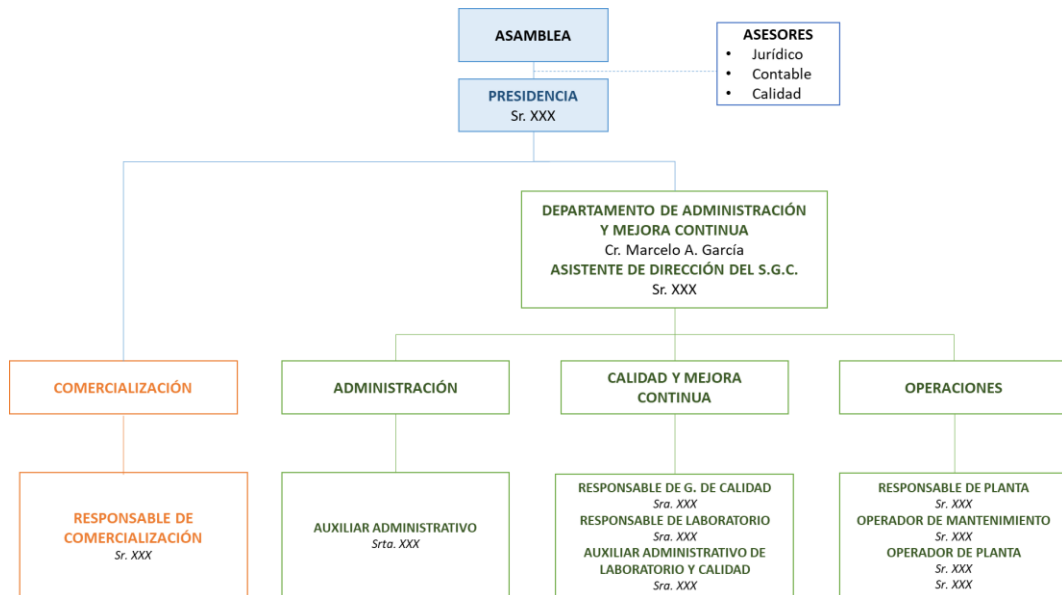 ASAMBLEA
ASESORES
• Jurídico
• Contable
• Calidad
PRESIDENCIA
Sr. XXX
DEPARTAMENTO DE ADMINISTRACIÓN
Y MEJORA CONTINUA
Cr. Marcelo A. García
ASISTENTE DE DIRECCIÓN DEL S.G.C.
Sr. XXX
COMERCIALIZACIÓN
ADMINISTRACIÓN
CALIDAD Y MEJORA
CONTINUA
OPERACIONES
RESPONSABLE DE
COMERCIALIZACIÓN
Sr. XXX
AUXILIAR ADMINISTRATIVO
Srta. XXX
RESPONSABLE DE G. DE CALIDAD
Sra. XXX
RESPONSABLE DE LABORATORIO
Sra. XXX
AUXILIAR ADMINISTRATIVO DE
LABORATORIO Y CALIDAD
Sra. XXX
RESPONSABLE DE PLANTA
Sr. XXX
OPERADOR DE MANTENIMIENTO
Sr. XXX
OPERADOR DE PLANTA
Sr. XXX
Sr. XXX